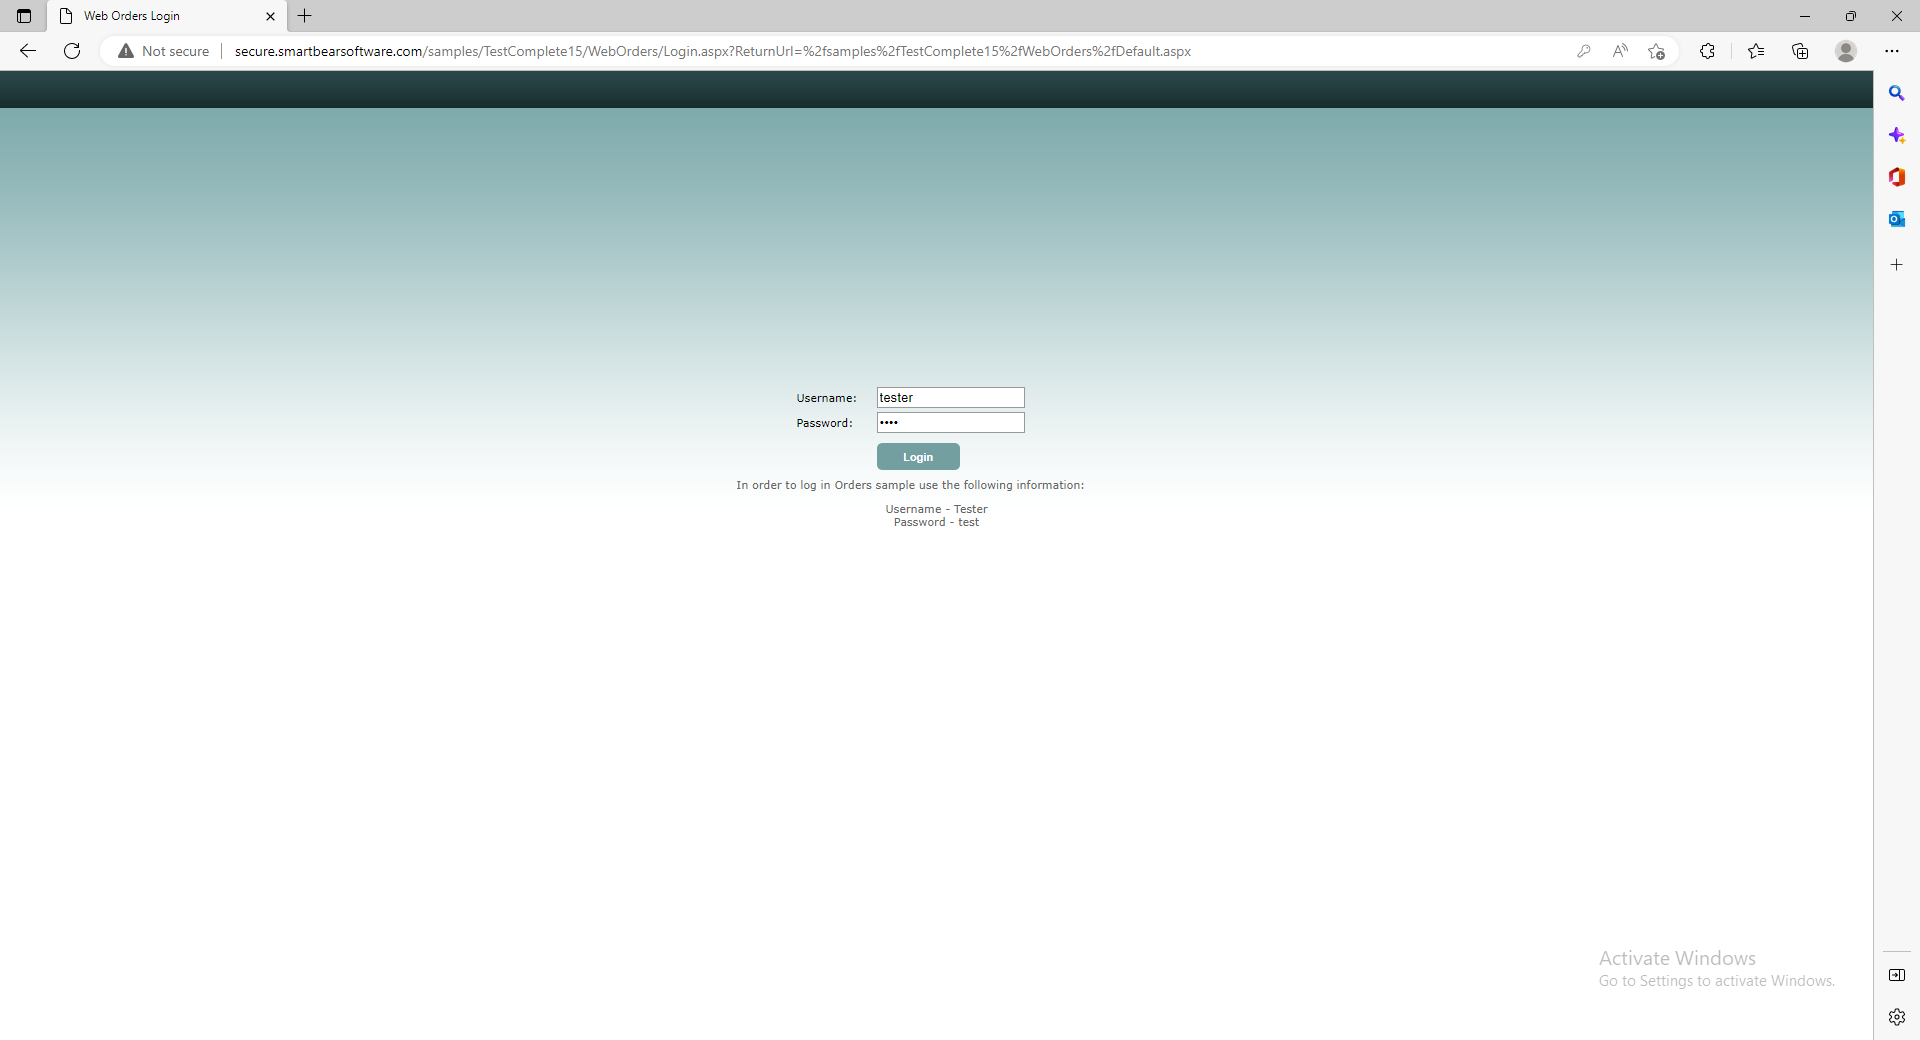 Web Orders Login
Not secure
secure.smartbearsoftware.com/samples/TestComplete15/WebOrders/Login.aspx?ReturnUrl=%2fsamples%2fTestComplete15%2fWebOrders%2fDefault.aspx
Username: tester
Password: ••••
Login
In order to log in Orders sample use the following information:
Username - Tester
Password - test
Activate Windows
Go to Settings to activate Windows.